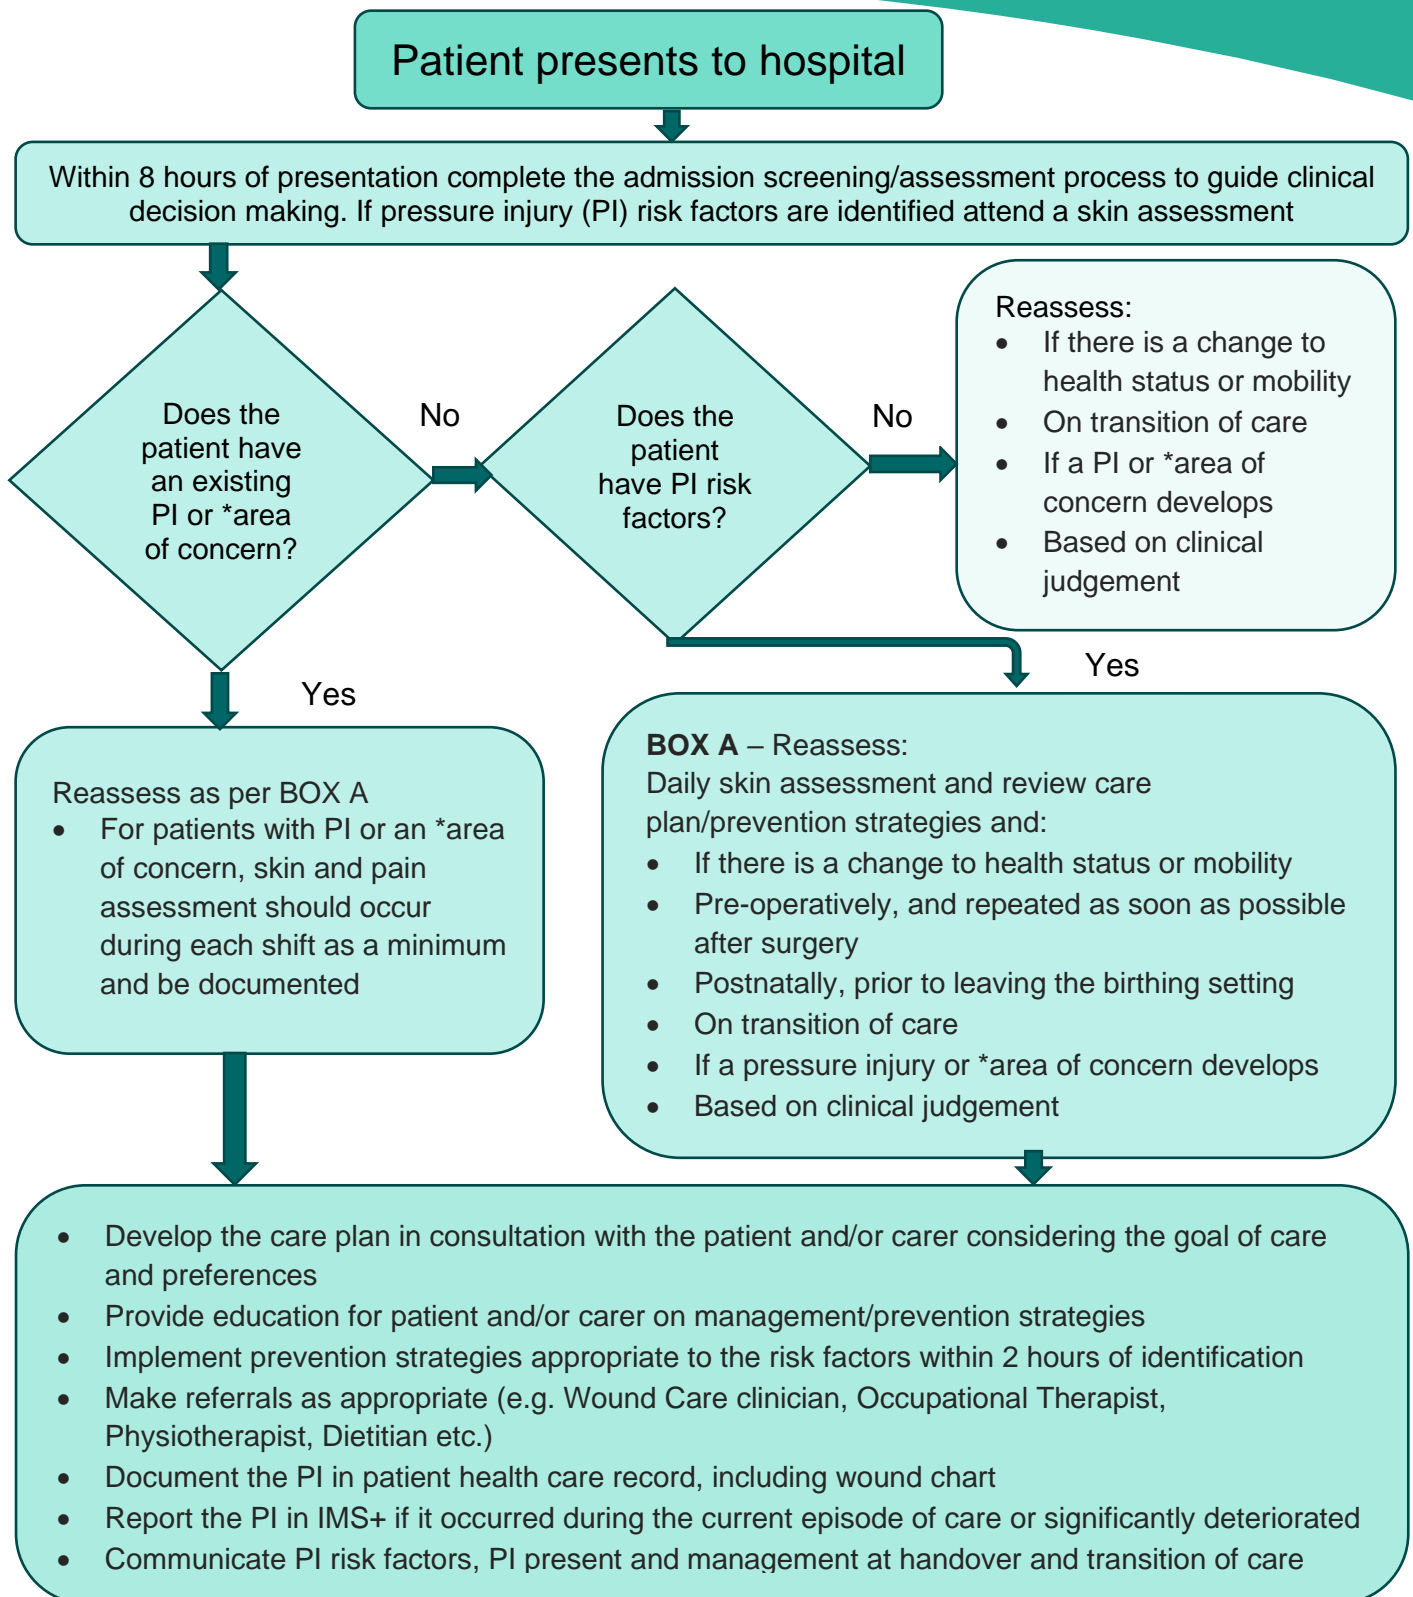 Patient presents to hospital
Within 8 hours of presentation complete the admission screening/assessment process to guide clinical
decision making. If pressure injury (PI) risk factors are identified attend a skin assessment
Does the
patient have
an existing
PI or *area
of concern?
No
Does the
patient
have PI risk
factors?
No
Reassess:
• If there is a change to
health status or mobility
• On transition of care
• If a PI or *area of
concern develops
• Based on clinical
judgement
Yes
Yes
Reassess as per BOX A
• For patients with PI or an *area
of concern, skin and pain
assessment should occur
during each shift as a minimum
and be documented
BOX A – Reassess:
Daily skin assessment and review care
plan/prevention strategies and:
• If there is a change to health status or mobility
• Pre-operatively, and repeated as soon as possible
after surgery
• Postnatally, prior to leaving the birthing setting
• On transition of care
• If a pressure injury or *area of concern develops
• Based on clinical judgement
• Develop the care plan in consultation with the patient and/or carer considering the goal of care
and preferences
• Provide education for patient and/or carer on management/prevention strategies
• Implement prevention strategies appropriate to the risk factors within 2 hours of identification
• Make referrals as appropriate (e.g. Wound Care clinician, Occupational Therapist,
Physiotherapist, Dietitian etc.)
• Document the PI in patient health care record, including wound chart
• Report the PI in IMS+ if it occurred during the current episode of care or significantly deteriorated
• Communicate PI risk factors, PI present and management at handover and transition of care